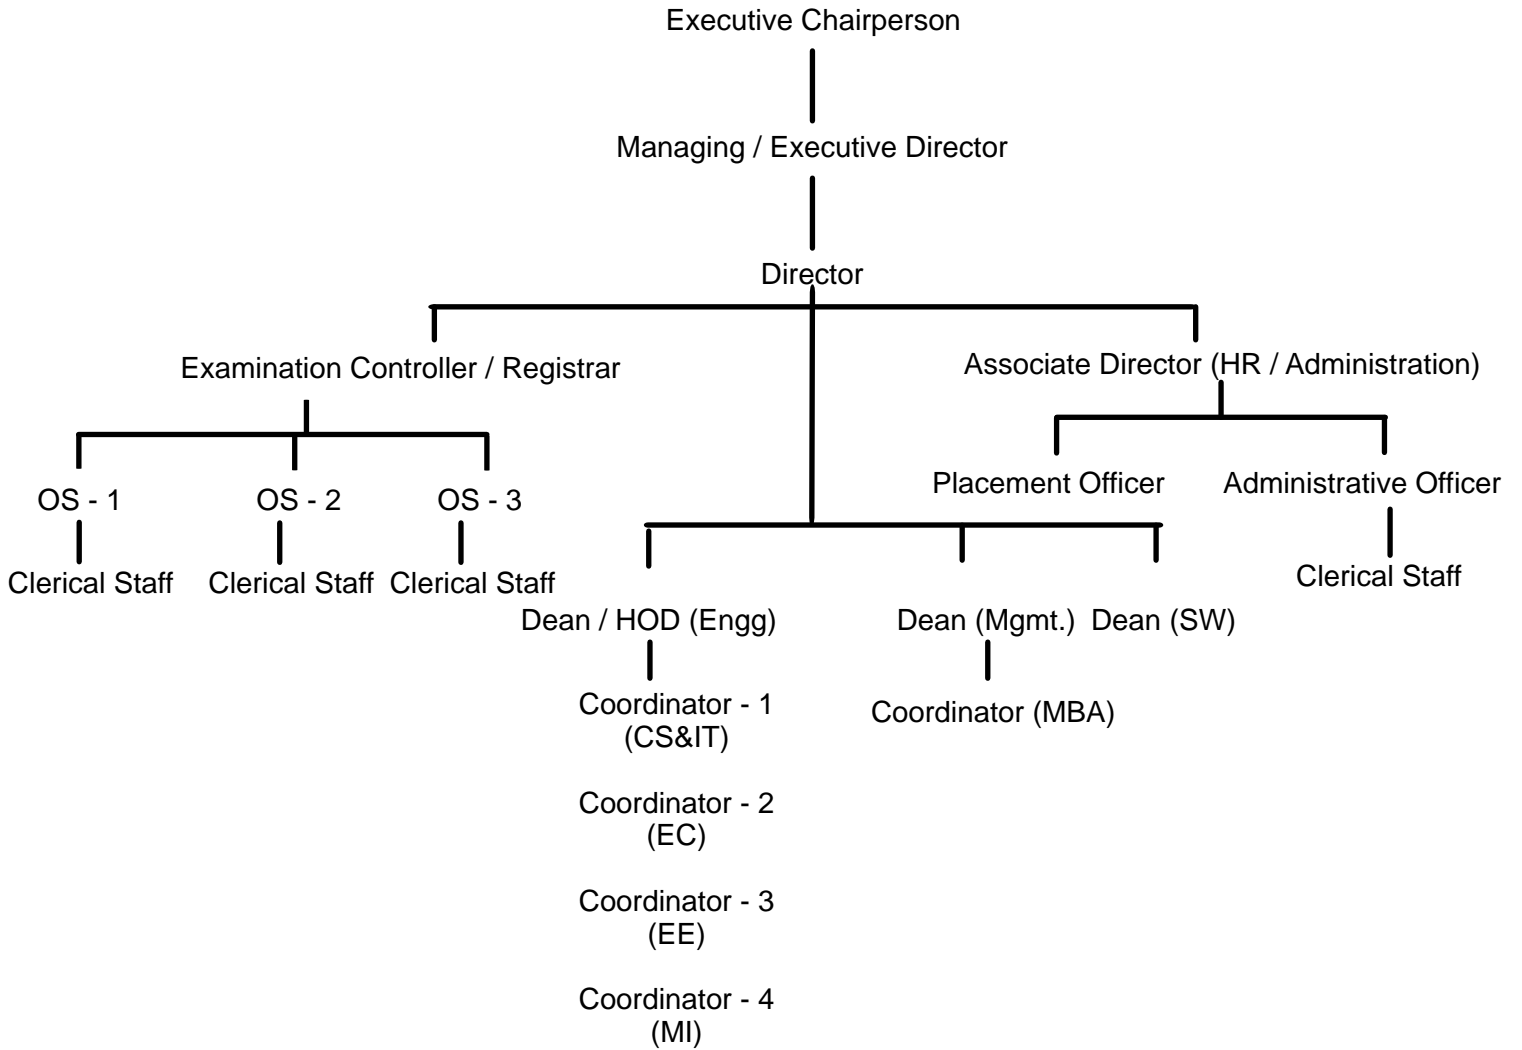 Executive Chairperson
Managing / Executive Director
Director
Examination Controller / Registrar
Associate Director (HR / Administration)
Placement Officer
Administrative Officer
OS - 1
OS - 2
OS - 3
Clerical Staff
Clerical Staff
Clerical Staff
Clerical Staff
Dean / HOD (Engg)
Dean (Mgmt.)
Dean (SW)
Coordinator - 1
(CS&IT)
Coordinator (MBA)
Coordinator - 2
(EC)
Coordinator - 3
(EE)
Coordinator - 4
(MI)